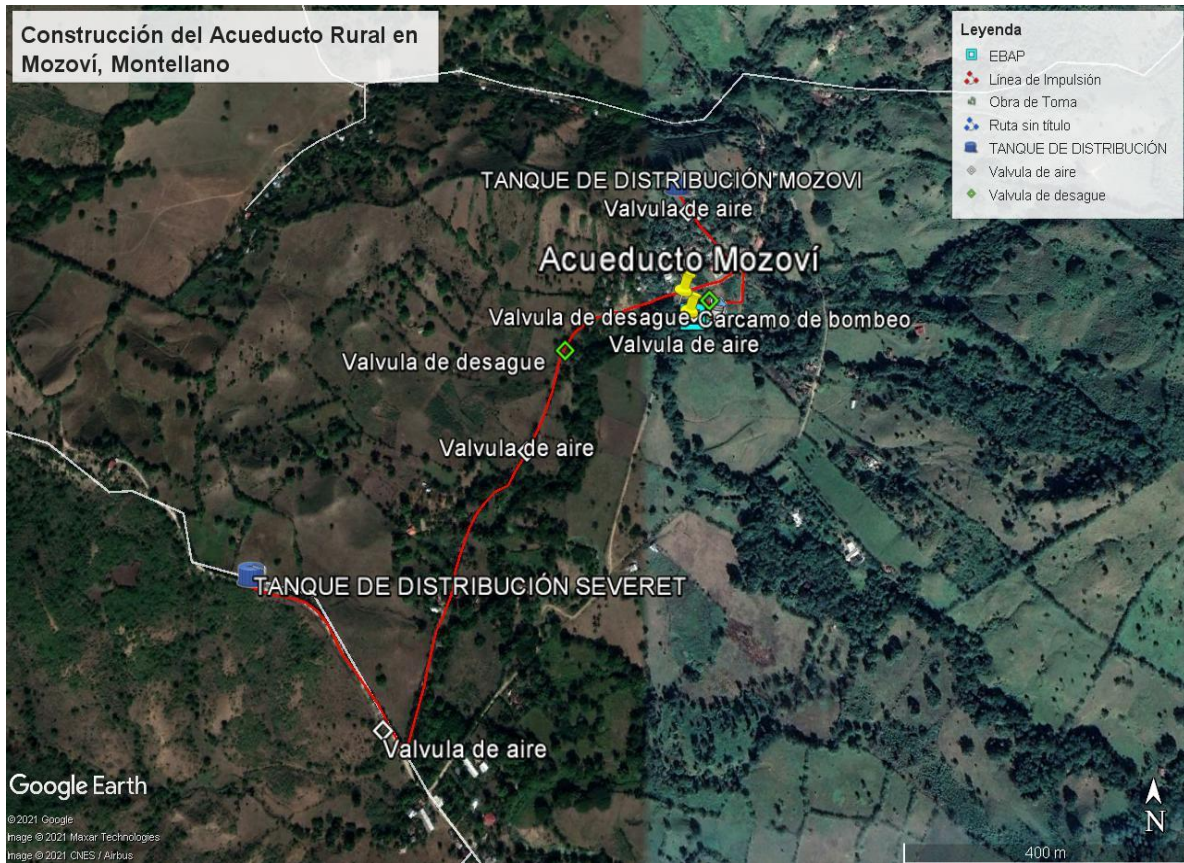 Construcción del Acueducto Rural en
Mozoví, Montellano
Leyenda
EBAP
Línea de Impulsión
Obra de Toma
Ruta sin título
TANQUE DE DISTRIBUCIÓN
Valvula de aire
Valvula de desague
TANQUE DE DISTRIBUCIÓN MOZOVI
Valvula de aire
Acueducto Mozoví
Valvula de desague
Carcamo de bombeo
Valvula de aire
Valvula de desague
Valvula de aire
TANQUE DE DISTRIBUCIÓN SEVERET
Valvula de aire
Google Earth
©2021 Google
Image © 2021 Maxar Technologies
Image © 2021 CNES / Airbus
N
400 m